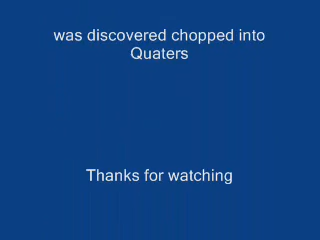 was discovered chopped into
Quaters
Thanks for watching